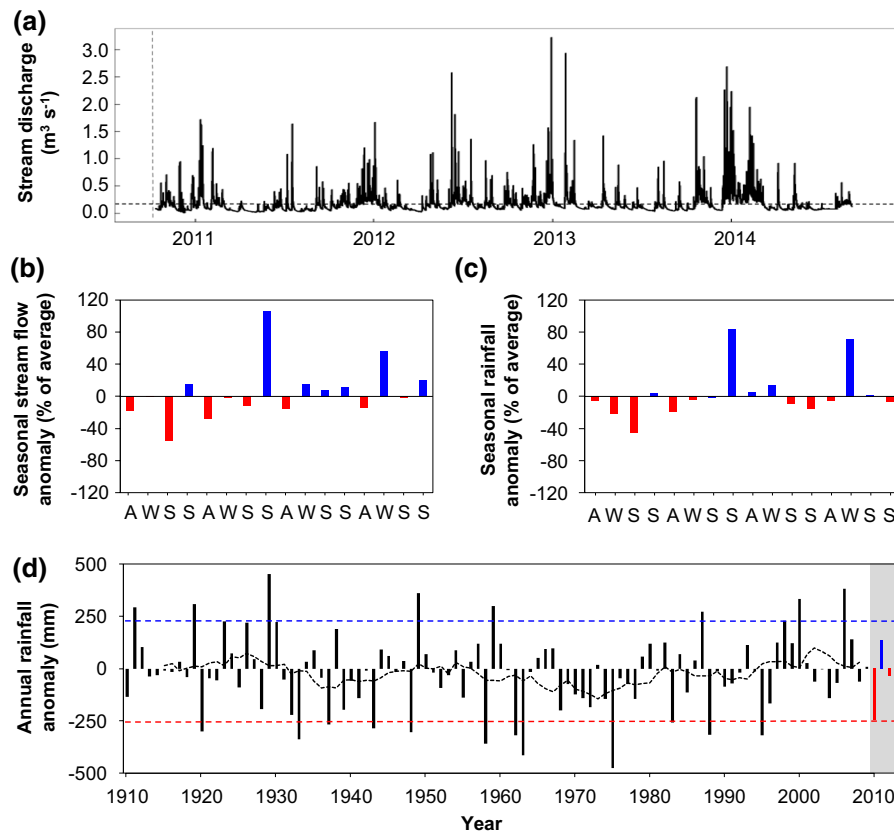 (a)
Stream discharge
(m³ s⁻¹)
3.0
2.5
2.0
1.5
1.0
0.5
0.0
2011 2012 2013 2014
(b)
Seasonal stream flow
anomaly (% of average)
120
80
40
0
-40
-80
-120
A W S S A W S S A W S S A W S S
(c)
Seasonal rainfall
anomaly (% of average)
120
80
40
0
-40
-80
-120
A W S S A W S S A W S S A W S S
(d)
Annual rainfall
anomaly (mm)
500
250
0
-250
-500
1910 1920 1930 1940 1950 1960 1970 1980 1990 2000 2010
Year